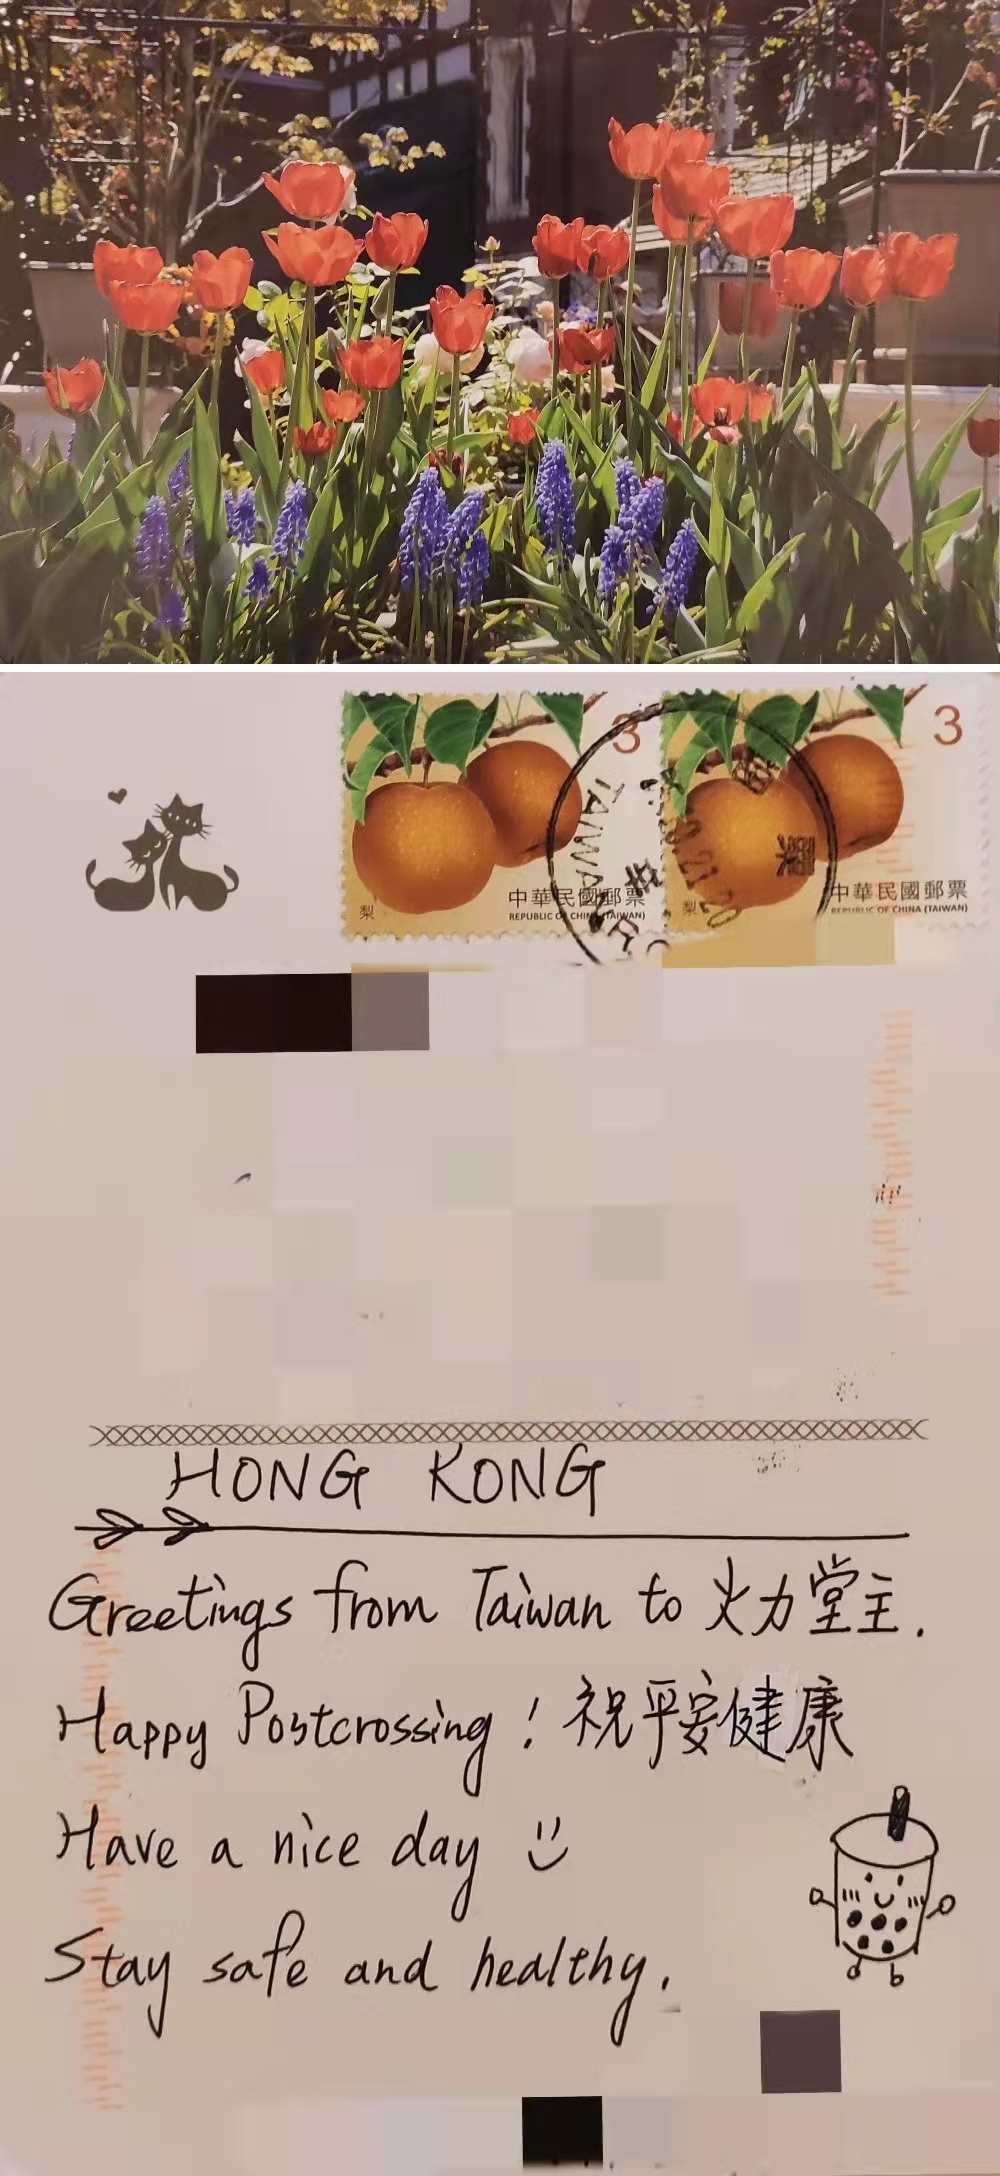 3
3
中華民國郵票
REPUBLIC OF CHINA (TAIWAN)
梨
中華民國郵票
REPUBLIC OF CHINA (TAIWAN)
梨
TAIWAN
HONG KONG
Greetings from Taiwan to 火力堂主.
Happy Postcrossing! 祝平安健康
Have a nice day
Stay safe and healthy.